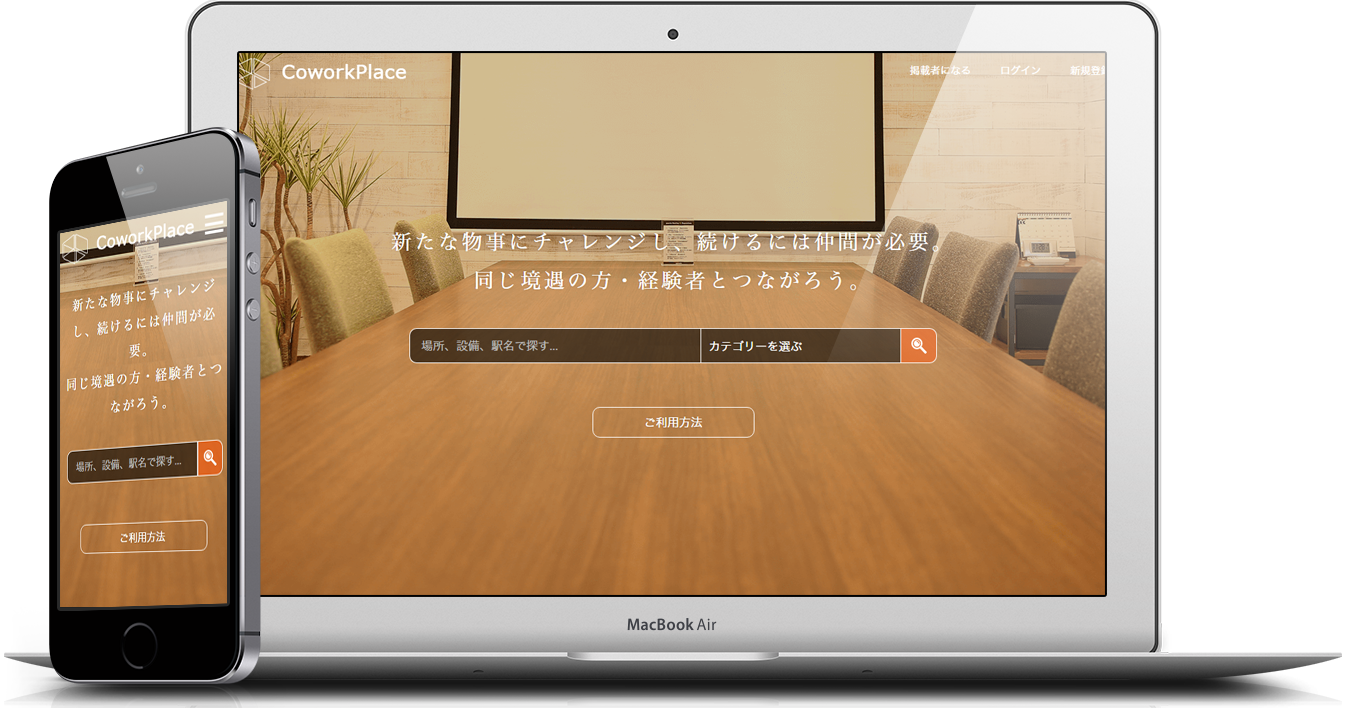 CoworkPlace
掲載者になる ログイン 新規登録
新たな物事にチャレンジし、続けるには仲間が必要。
同じ境遇の方・経験者とつながろう。
場所、設備、駅名で探す... カテゴリーを選ぶ
ご利用方法
MacBook Air
CoworkPlace
新たな物事にチャレンジ
し、続けるには仲間が必
要。
同じ境遇の方・経験者とつ
ながろう。
場所、設備、駅名で探す...
ご利用方法